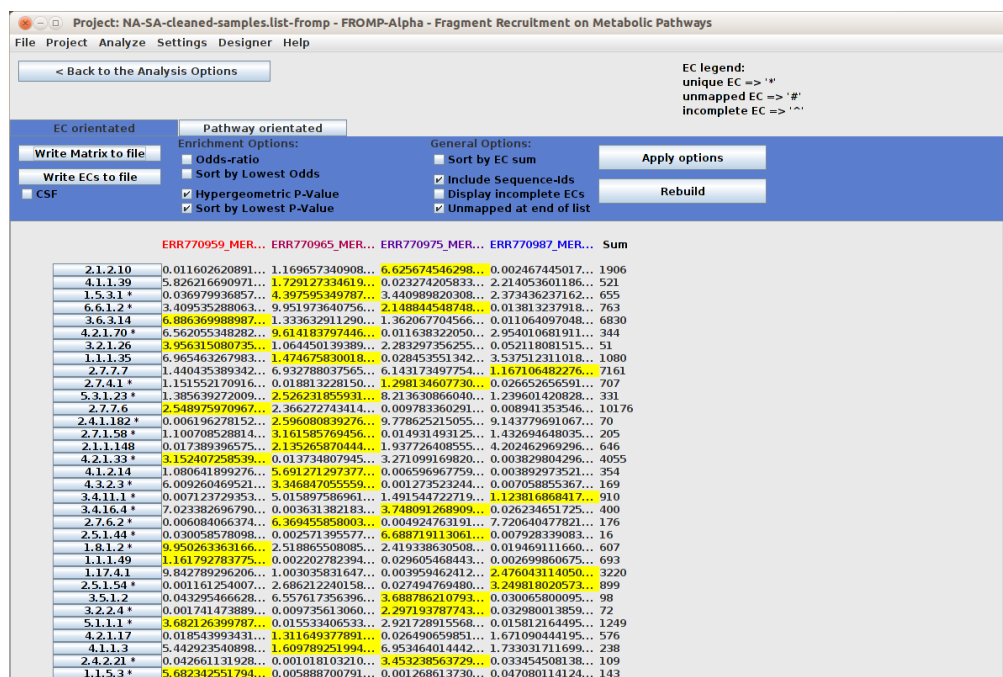 Project: NA-SA-cleaned-samples.list-fromp - FROMP-Alpha - Fragment Recruitment on Metabolic Pathways
File Project Analyze Settings Designer Help
< Back to the Analysis Options
EC legend:
unique EC => '*'
unmapped EC => '#'
incomplete EC => '^'
EC orientated Pathway orientated
Enrichment Options: General Options:
Write Matrix to file Odds-ratio Sort by EC sum Apply options
Write ECs to file Sort by Lowest Odds Include Sequence-Ids
CSF Hypergeometric P-Value Display incomplete ECs Rebuild
Sort by Lowest P-Value Unmapped at end of list
ERR770959_MER... ERR770965_MER... ERR770975_MER... ERR770987_MER... Sum
2.1.2.10 0.011602620891... 1.169657340908... 6.625674546298... 0.002467445017... 1906
4.1.1.39 5.826216690971... 1.729127334619... 0.023274205833... 2.214053601186... 521
1.5.3.1 * 0.036979936857... 4.397595349787... 3.440989820308... 2.373436237162... 655
6.6.1.2 * 3.409535288063... 9.951973640756... 2.148844548748... 0.013813237918... 763
3.6.3.14 6.886369988987... 1.333632911290... 1.362067704566... 0.011064097048... 6830
4.2.1.70 * 6.562055348282... 9.614183797446... 0.011638322050... 2.954010681911... 344
3.2.1.26 3.956315080735... 1.064450139389... 2.283297356255... 0.052118081515... 51
1.1.1.35 6.965463267983... 1.474675830018... 0.028453551342... 3.537512311018... 1080
2.7.7.7 1.440435389342... 6.932788037565... 6.143173497754... 1.167106482276... 7161
2.7.4.1 * 1.151552170916... 0.018813228150... 1.298134607730... 0.026652656591... 707
5.3.1.23 * 1.385639272009... 2.526231855931... 8.213630866040... 1.239601420828... 331
2.7.7.6 2.548975970967... 2.366272743414... 0.009783360291... 0.008941353546... 10176
2.4.1.182 * 0.006196278152... 2.596080839276... 9.778625215055... 9.143779691067... 70
2.7.1.58 * 1.100708528814... 3.161585769456... 0.014931493125... 1.432694648035... 205
2.1.1.148 0.017389396575... 2.135265870444... 1.937726408555... 4.202462969296... 646
4.2.1.33 * 3.152407258539... 0.013734807945... 3.271099169820... 0.003829804296... 4055
4.1.2.14 1.080641899276... 5.691271297377... 0.006596967759... 0.003892973521... 354
4.3.2.3 * 6.009260469521... 3.346847055559... 0.001273523244... 0.007058855367... 169
3.4.11.1 * 0.007123729353... 5.015897586961... 1.491544722719... 1.123816868417... 910
3.4.16.4 * 7.023382696790... 0.003631382183... 3.748091268909... 0.026234651725... 400
2.7.6.2 * 0.006084066374... 6.369455858003... 0.004924763191... 7.720640477821... 176
2.5.1.44 * 0.030058578098... 0.002571395577... 6.688719113061... 0.007928339083... 16
1.8.1.2 * 9.950263363166... 2.518865508085... 2.419338630508... 0.019469111660... 607
1.1.1.49 1.161792783775... 0.002202782394... 0.029605468443... 0.002699860675... 693
1.17.4.1 9.842789296206... 1.003035831647... 0.003959462412... 2.476043114050... 3220
2.5.1.54 * 0.001161254007... 2.686212240158... 0.027494769480... 3.249818020573... 899
3.5.1.2 0.043295466628... 6.557617356396... 3.688786210793... 0.030065800095... 98
3.2.2.4 * 0.001741473889... 0.009735613060... 2.297193787743... 0.032980013859... 72
5.1.1.1 * 3.682126399787... 0.015533406533... 2.921728915568... 0.015812164495... 1249
4.2.1.17 0.018543993431... 1.311649377891... 0.026490659851... 1.671090444195... 576
4.1.1.3 5.442923540898... 1.609789251994... 6.953464014442... 1.733031711699... 238
2.4.2.21 * 0.042661131928... 0.001018103210... 3.453238563729... 0.033454508138... 109
1.1.5.3 * 5.682342551794... 0.005888700791... 0.001268613730... 0.047080114124... 143